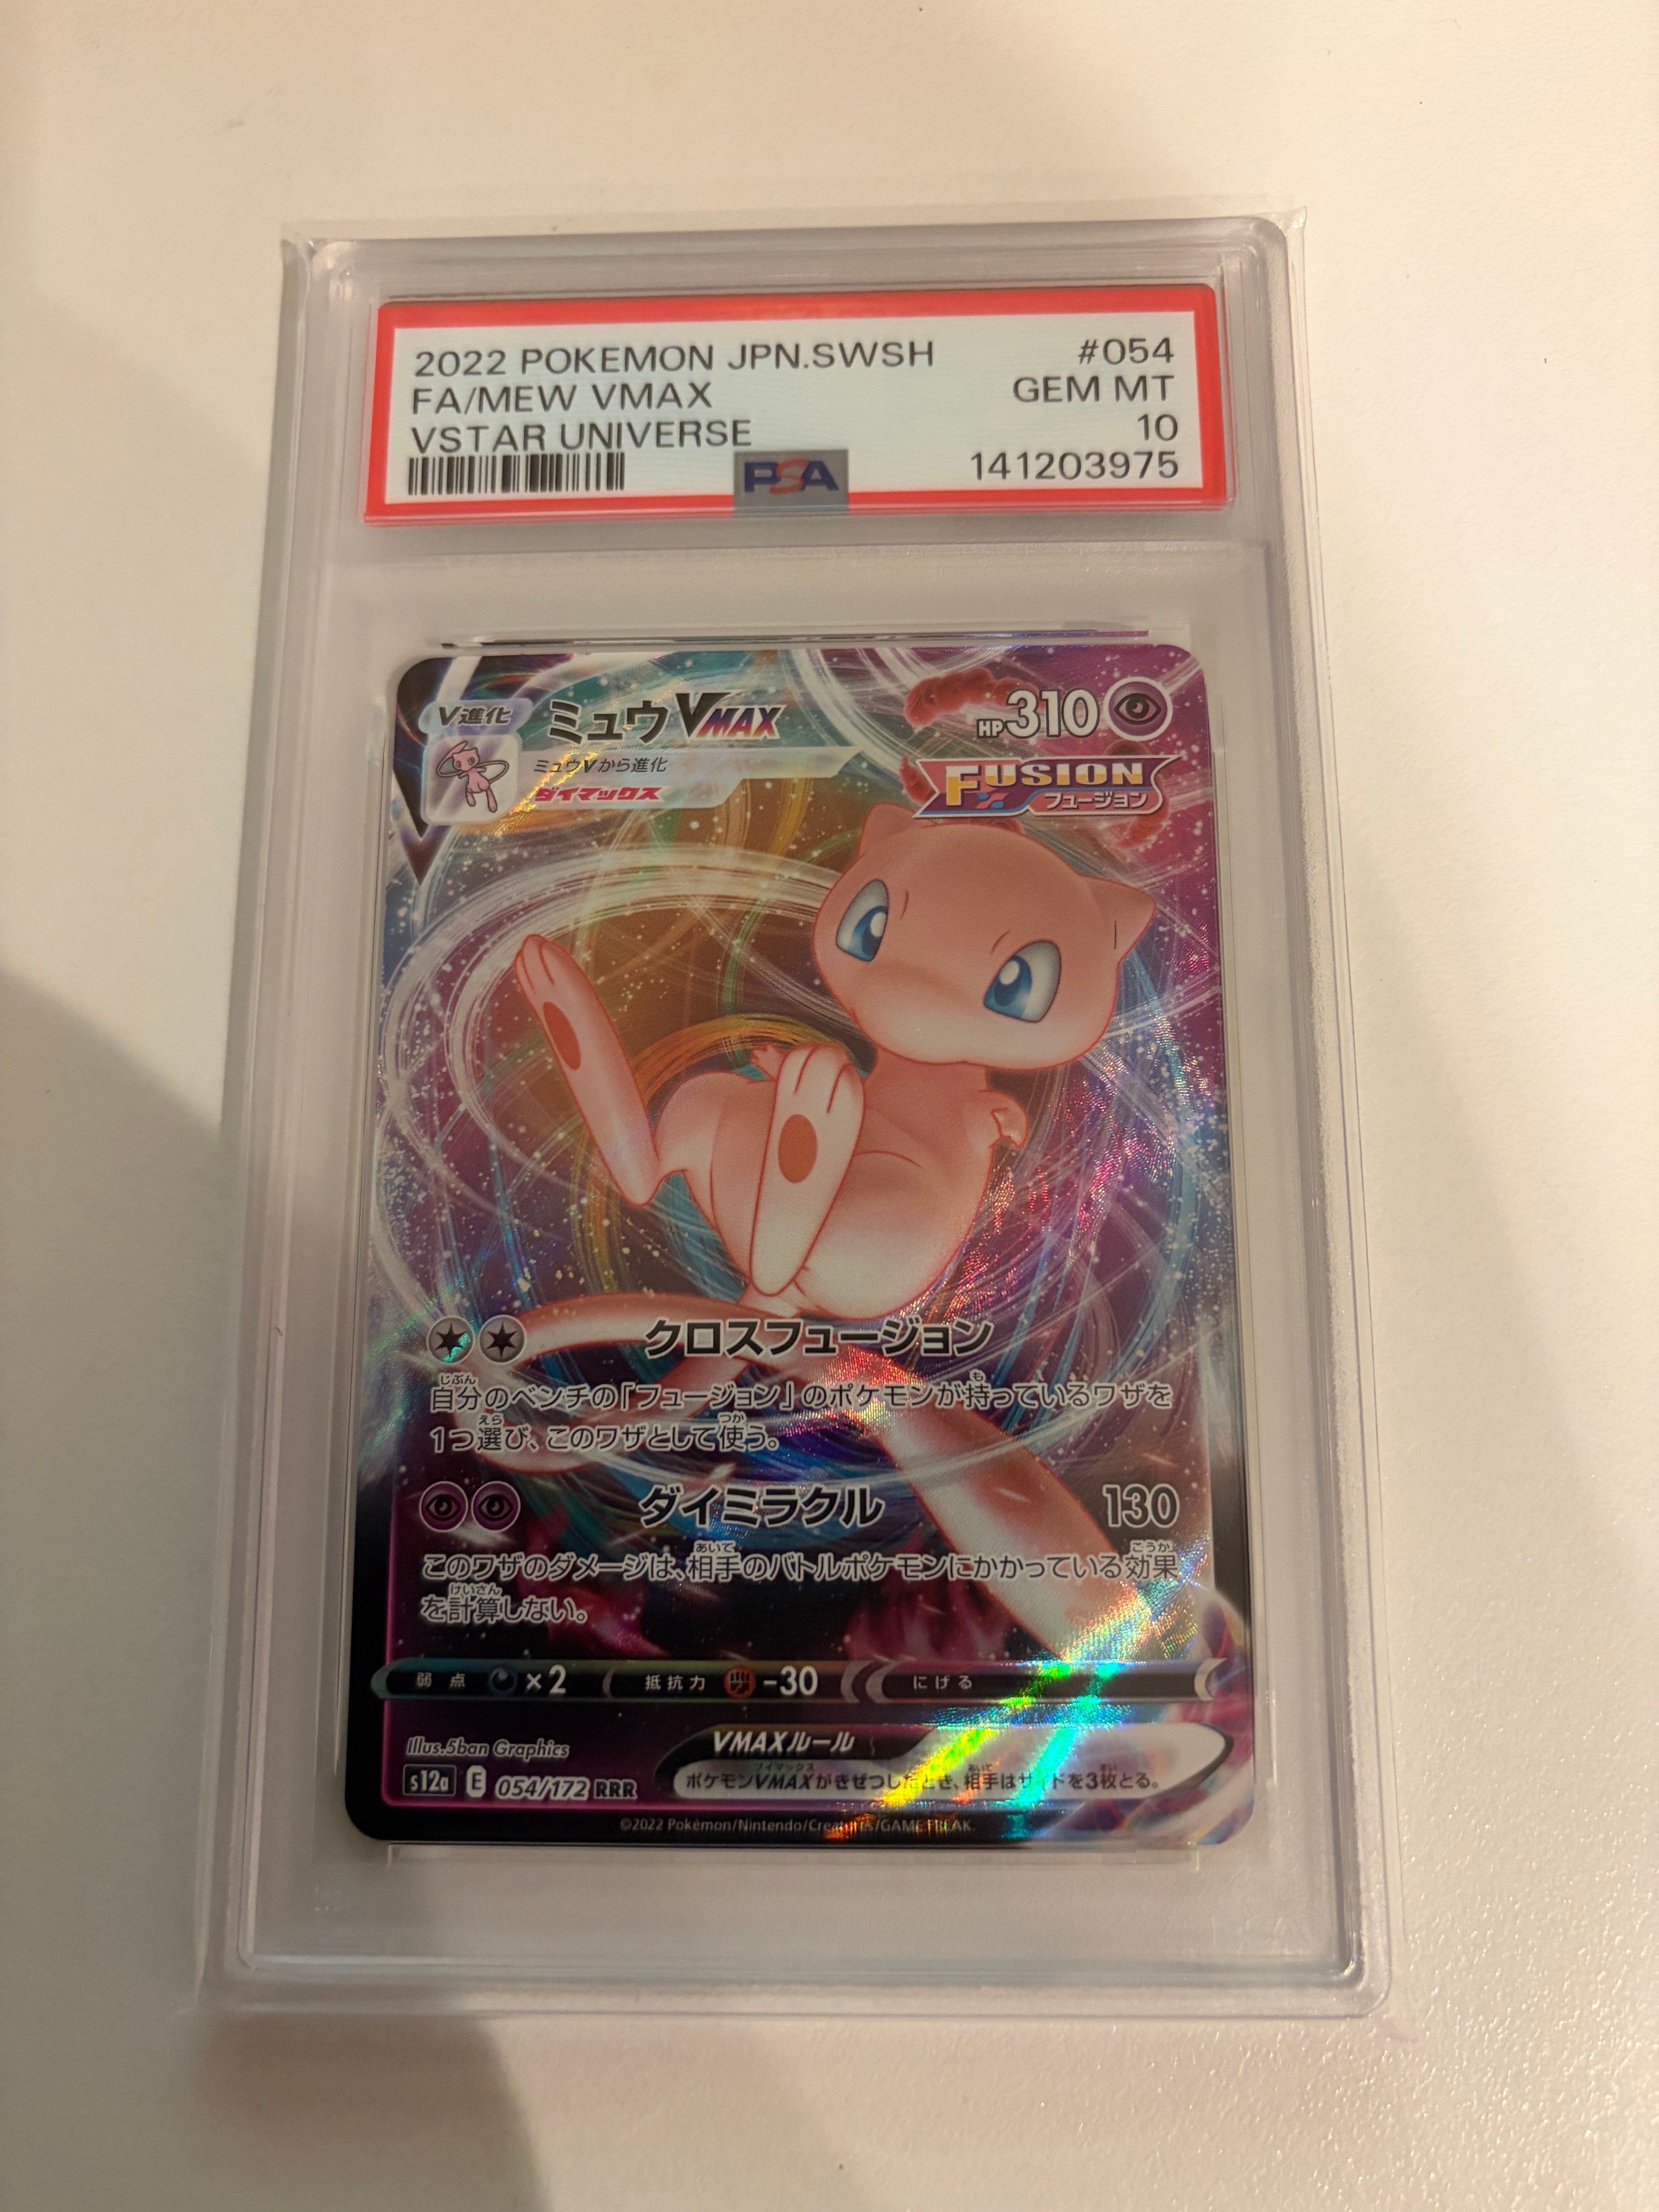 2022 POKEMON JPN.SWSH #054
FA/MEW VMAX GEM MT
VSTAR UNIVERSE 10
PSA 141203975
V進化 ミュウVMAX HP310
ミュウVから進化
ダイマックス
FUSION
フュージョン
クロスフュージョン
自分のベンチの「フュージョン」のポケモンが持っているワザを
1つ選び、このワザとして使う。
ダイミラクル 130
このワザのダメージは、相手のバトルポケモンにかかっている効果
を計算しない。
弱点 ×2 抵抗力 -30 にげる
Illus.5ban Graphics
VMAXルール
ポケモンVMAXがきぜつしたとき、相手はサイドを3枚とる。
s12a E 054/172 RRR
©2022 Pokémon/Nintendo/Creatures/GAME FREAK.